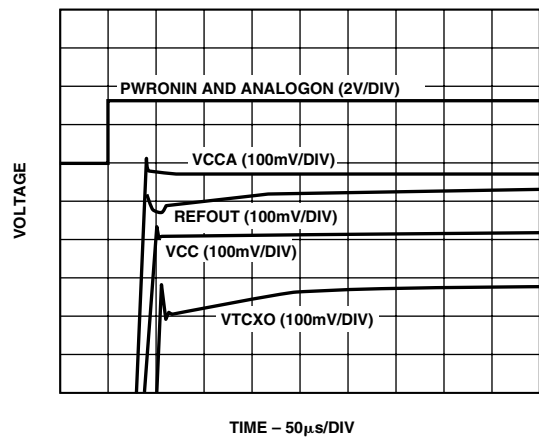 PWRONIN AND ANALOGON (2V/DIV)
VCCA (100mV/DIV)
REFOUT (100mV/DIV)
VCC (100mV/DIV)
VTCXO (100mV/DIV)
VOLTAGE
TIME – 50μs/DIV